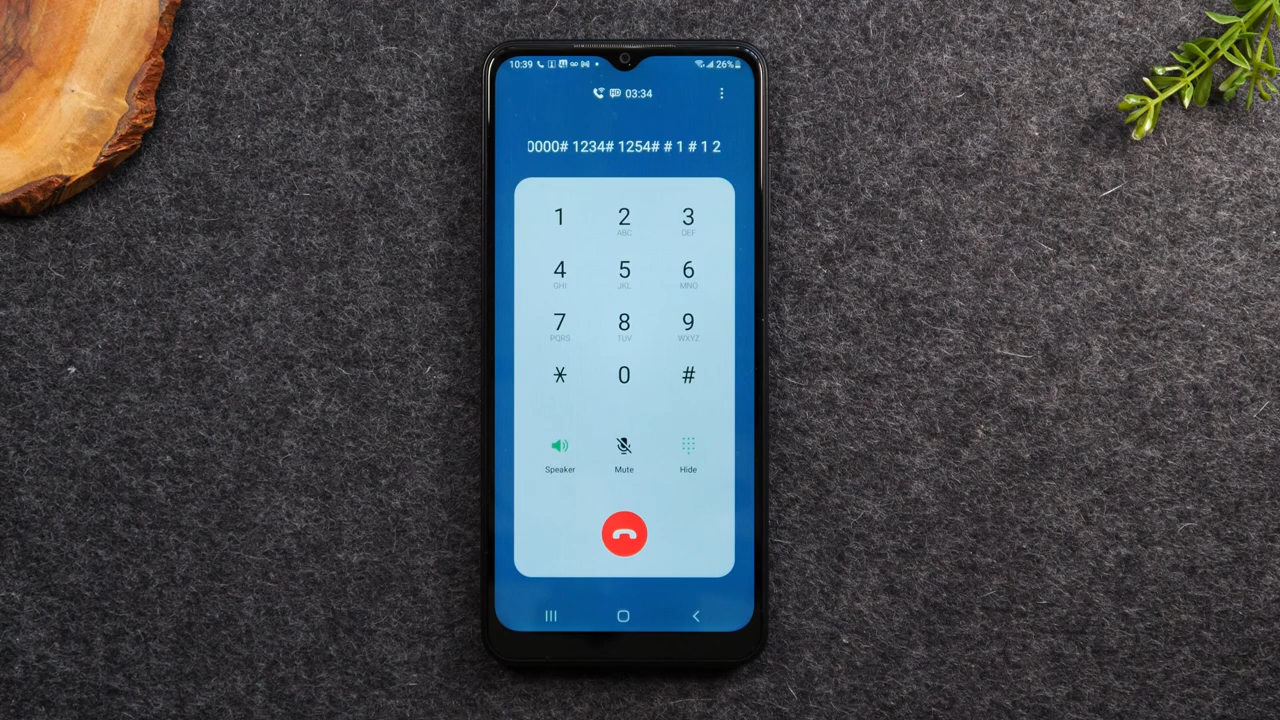 10:39 26%
03:34
0000# 1234# 1254# # 1 # 1 2
1 2 3
ABC DEF
4 5 6
GHI JKL MNO
7 8 9
PQRS TUV WXYZ
* 0 #
Speaker Mute Hide